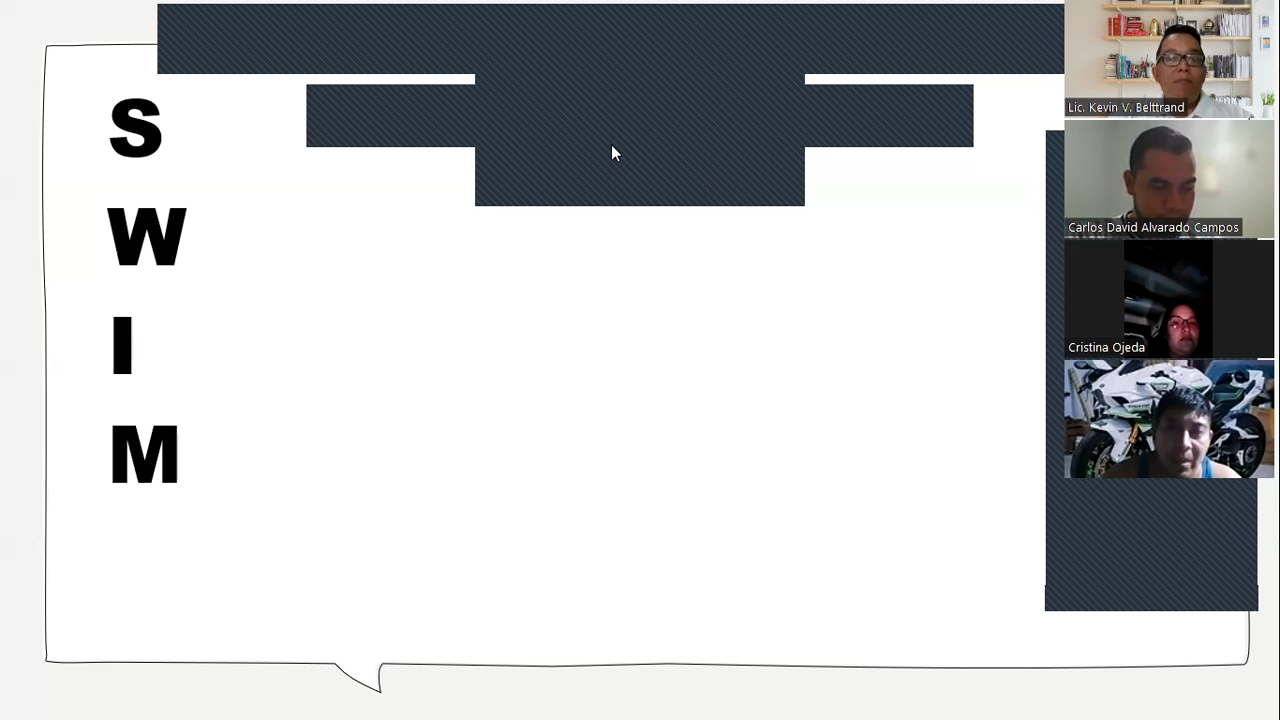 S
W
I
M
Lic. Kevin V. Belttrand
Carlos David Alvarado Campos
Cristina Ojeda